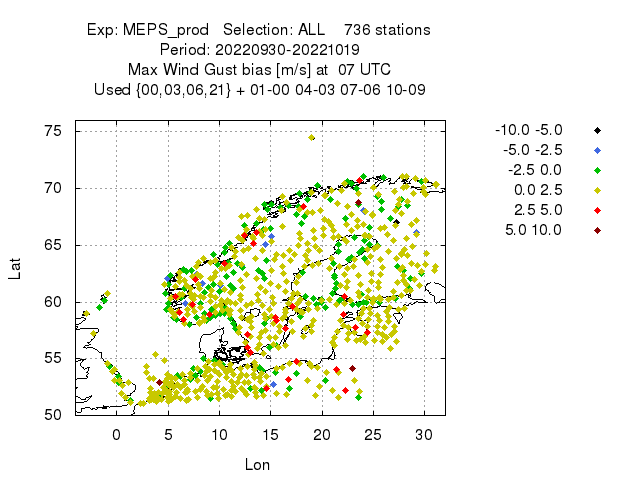 Exp: MEPS_prod   Selection: ALL    736 stations
Period: 20220930-20221019
Max Wind Gust bias [m/s] at  07 UTC
Used {00,03,06,21} + 01-00 04-03 07-06 10-09
-10.0 -5.0
-5.0 -2.5
-2.5 0.0
0.0 2.5
2.5 5.0
5.0 10.0
75
70
65
60
55
50
Lat
0 5 10 15 20 25 30
Lon